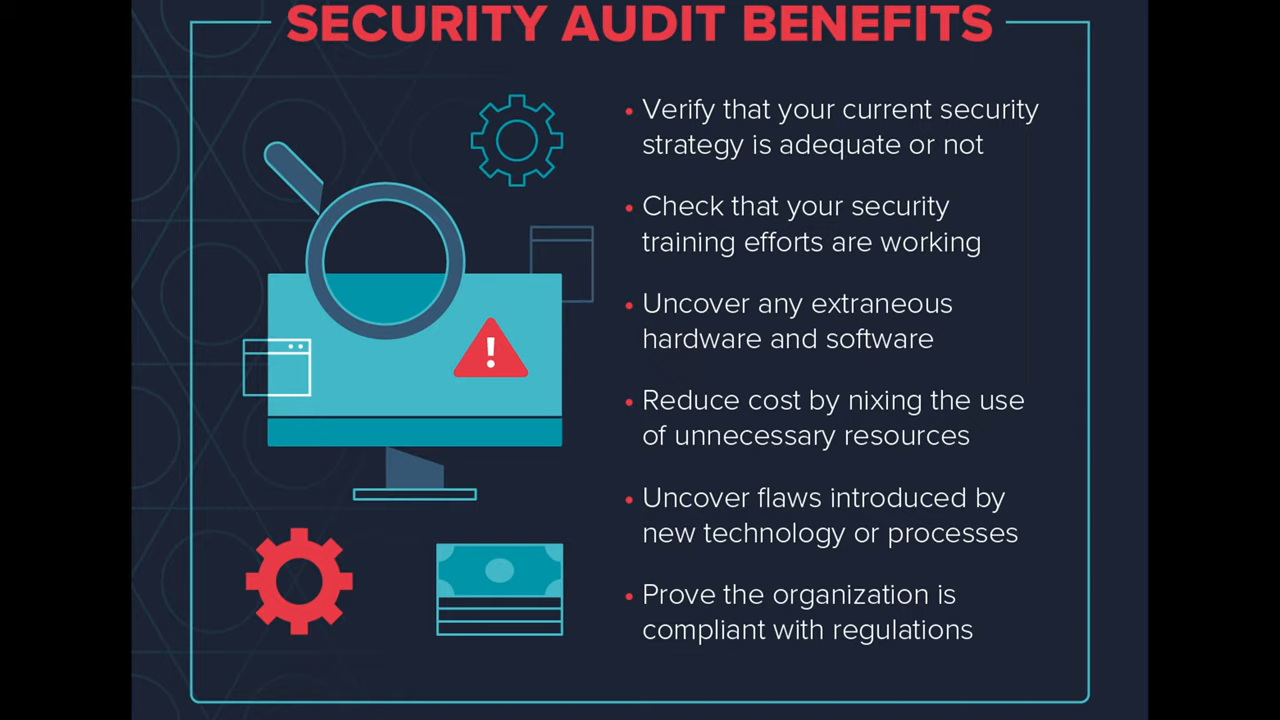 SECURITY AUDIT BENEFITS
• Verify that your current security
strategy is adequate or not
• Check that your security
training efforts are working
• Uncover any extraneous
hardware and software
• Reduce cost by nixing the use
of unnecessary resources
• Uncover flaws introduced by
new technology or processes
• Prove the organization is
compliant with regulations
!